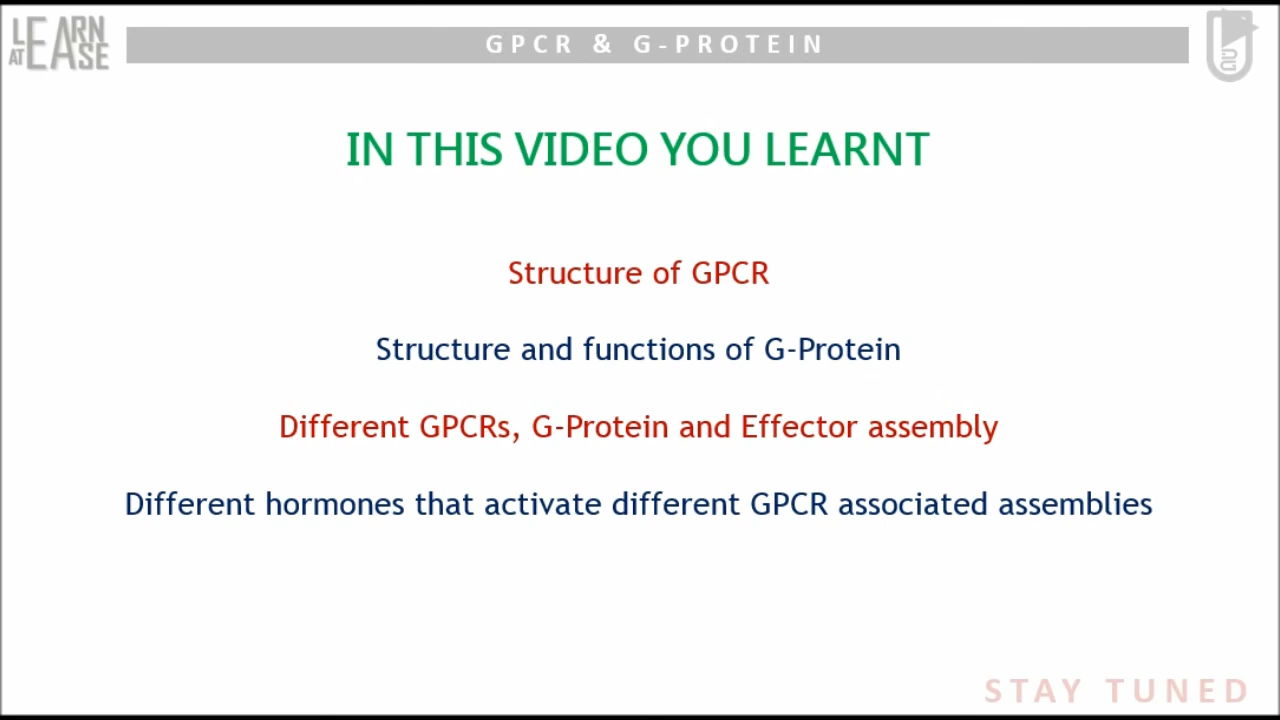 LEARN
AT EASE
GPCR & G-PROTEIN
IN THIS VIDEO YOU LEARNT
Structure of GPCR
Structure and functions of G-Protein
Different GPCRs, G-Protein and Effector assembly
Different hormones that activate different GPCR associated assemblies
STAY TUNED